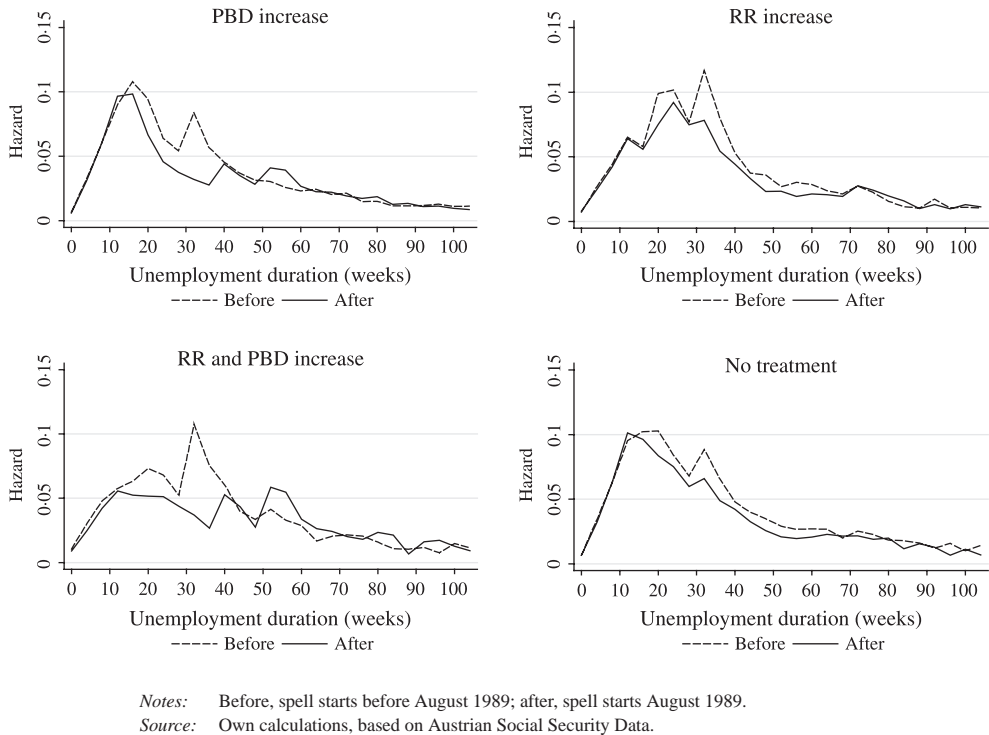 PBD increase
0·15
0·1
0·05
0
Hazard
0 10 20 30 40 50 60 70 80 90 100
Unemployment duration (weeks)
Before After
RR increase
0·15
0·1
0·05
0
Hazard
0 10 20 30 40 50 60 70 80 90 100
Unemployment duration (weeks)
Before After
RR and PBD increase
0·15
0·1
0·05
0
Hazard
0 10 20 30 40 50 60 70 80 90 100
Unemployment duration (weeks)
Before After
No treatment
0·15
0·1
0·05
0
Hazard
0 10 20 30 40 50 60 70 80 90 100
Unemployment duration (weeks)
Before After
Notes: Before, spell starts before August 1989; after, spell starts August 1989.
Source: Own calculations, based on Austrian Social Security Data.